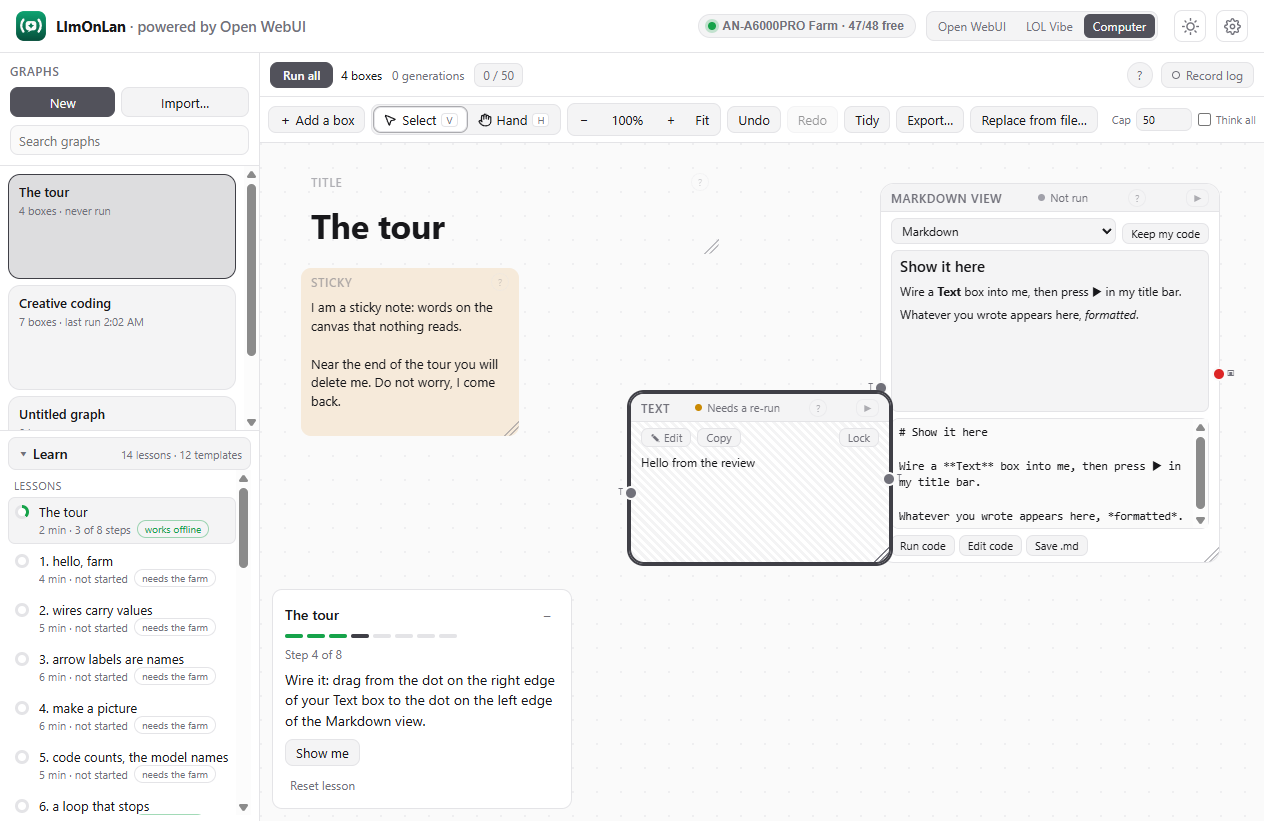 LlmOnLan · powered by Open WebUI
AN-A6000PRO Farm · 47/48 free
Open WebUI
LOL Vibe
Computer
GRAPHS
New
Import...
Search graphs
The tour
4 boxes · never run
Creative coding
7 boxes · last run 2:02 AM
Untitled graph
Learn
14 lessons · 12 templates
LESSONS
The tour
2 min · 3 of 8 steps
works offline
1. hello, farm
4 min · not started
needs the farm
2. wires carry values
5 min · not started
needs the farm
3. arrow labels are names
6 min · not started
needs the farm
4. make a picture
6 min · not started
needs the farm
5. code counts, the model names
5 min · not started
needs the farm
6. a loop that stops
Run all
4 boxes
0 generations
0 / 50
?
Record log
+ Add a box
Select V
Hand H
− 100% + Fit
Undo
Redo
Tidy
Export...
Replace from file...
Cap 50
Think all
TITLE
?
The tour
STICKY
?
I am a sticky note: words on the
canvas that nothing reads.
Near the end of the tour you will
delete me. Do not worry, I come
back.
MARKDOWN VIEW
Not run
?
▶
Markdown
Keep my code
Show it here
Wire a Text box into me, then press ▶ in my title bar.
Whatever you wrote appears here, formatted.
T
# Show it here
Wire a **Text** box into me, then press ▶ in
my title bar.
Whatever you wrote appears here, *formatted*.
Run code
Edit code
Save .md
TEXT
Needs a re-run
?
▶
Edit
Copy
Lock
Hello from the review
T
T
The tour
−
Step 4 of 8
Wire it: drag from the dot on the right edge
of your Text box to the dot on the left edge
of the Markdown view.
Show me
Reset lesson